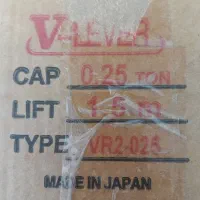 V-LEVER
CAP 0.25 TON
LIFT 1.5 m
TYPE VR2-025
MADE IN JAPAN